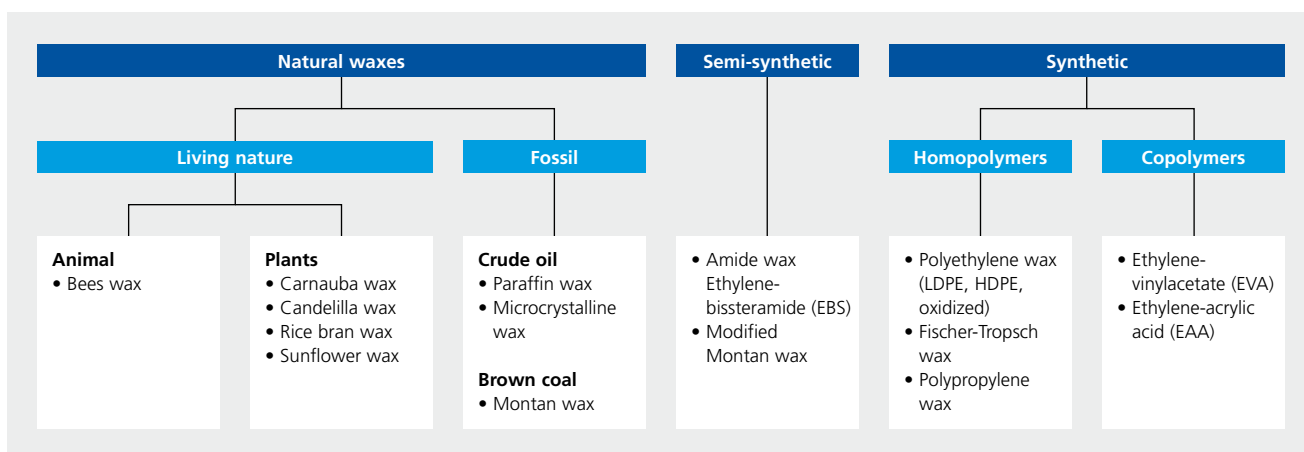 Natural waxes
Semi-synthetic
Synthetic
Living nature
Fossil
Homopolymers
Copolymers
Animal
• Bees wax
Plants
• Carnauba wax
• Candelilla wax
• Rice bran wax
• Sunflower wax
Crude oil
• Paraffin wax
• Microcrystalline
wax
Brown coal
• Montan wax
• Amide wax
Ethylene-
bissteramide (EBS)
• Modified
Montan wax
• Polyethylene wax
(LDPE, HDPE,
oxidized)
• Fischer-Tropsch
wax
• Polypropylene
wax
• Ethylene-
vinylacetate (EVA)
• Ethylene-acrylic
acid (EAA)